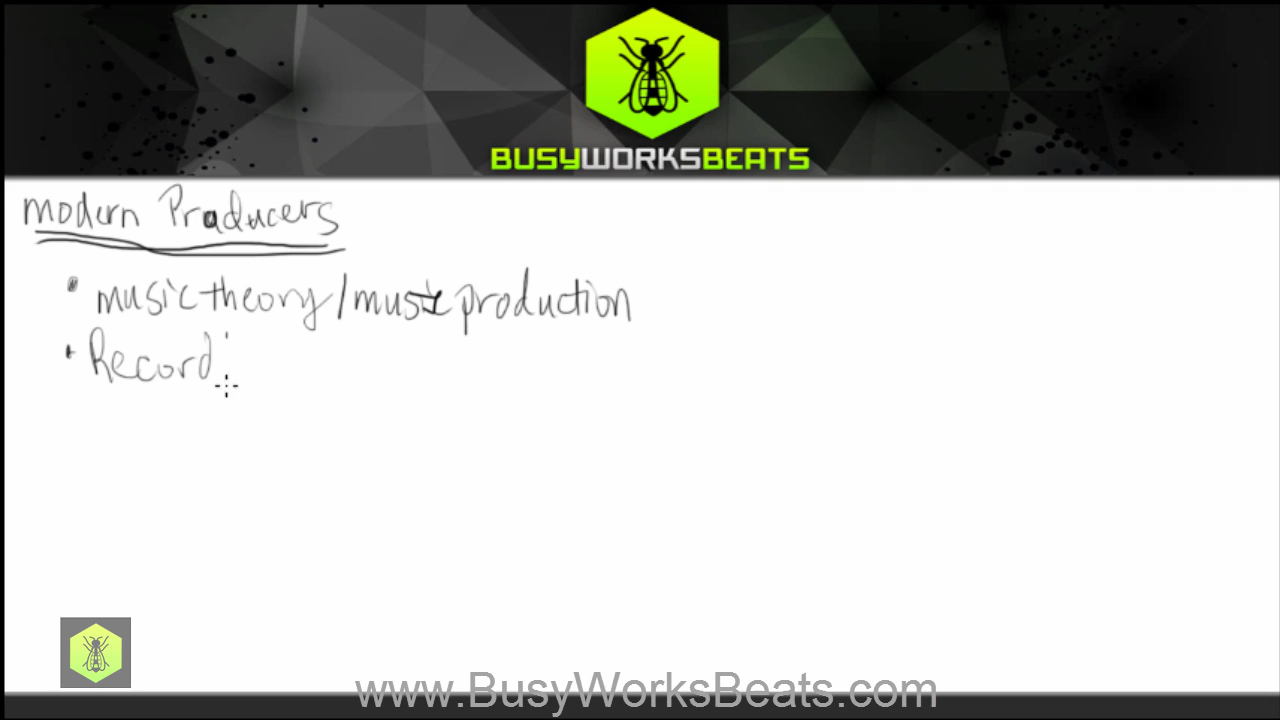 BUSYWORKSBEATS
modern Producers
• music theory/music production
• Record
www.BusyWorksBeats.com